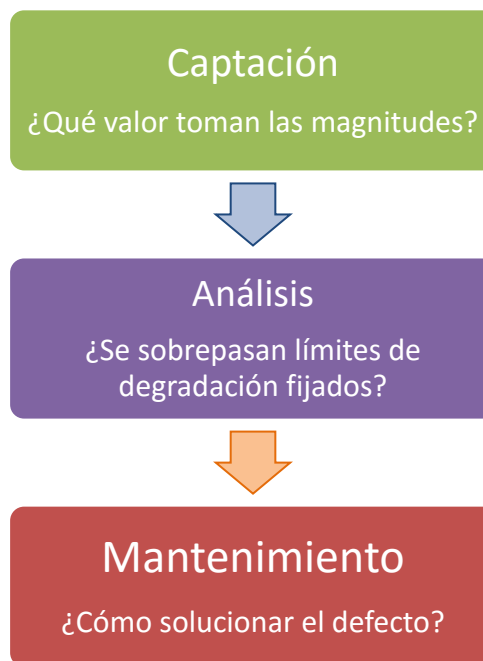 Captación
¿Qué valor toman las magnitudes?
Análisis
¿Se sobrepasan límites de
degradación fijados?
Mantenimiento
¿Cómo solucionar el defecto?